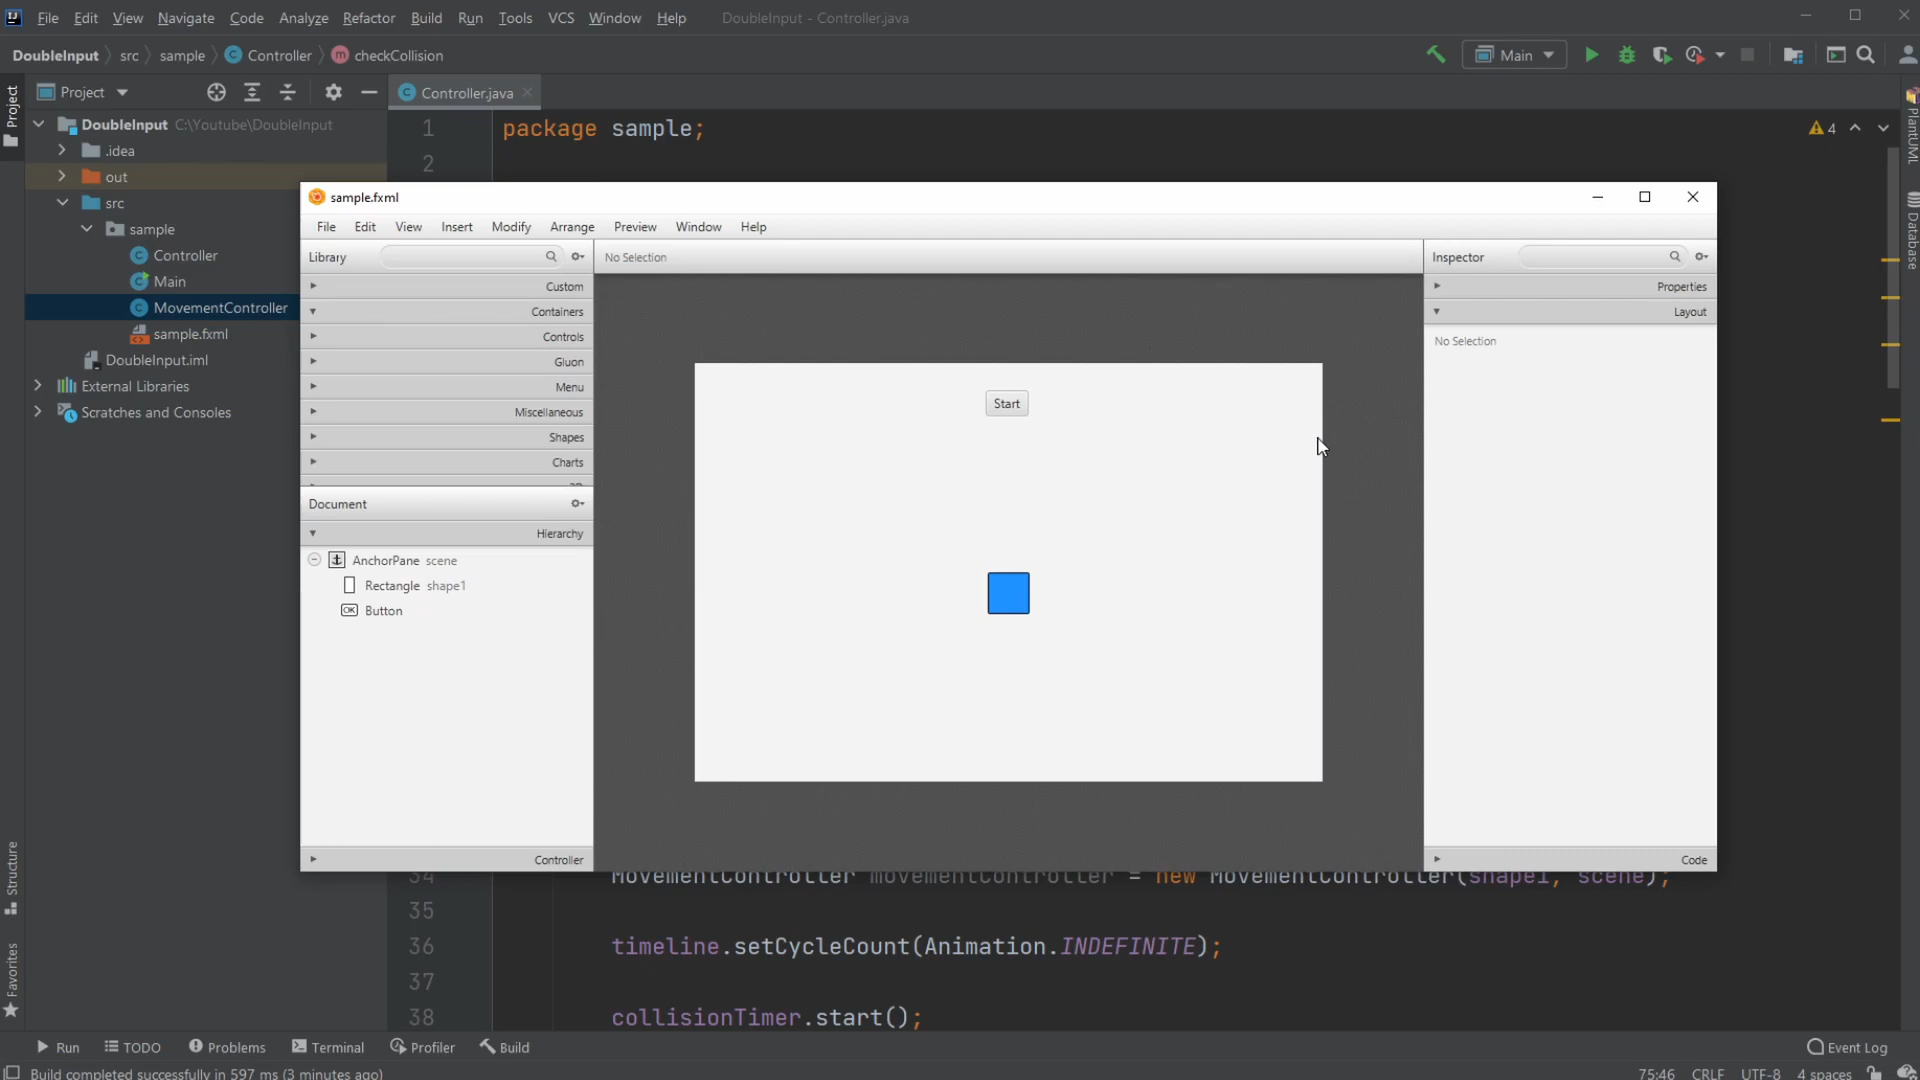 File Edit View Navigate Code Analyze Refactor Build Run Tools VCS Window Help DoubleInput - Controller.java
DoubleInput src sample Controller checkCollision Main
Project
Controller.java
DoubleInput C:\Youtube\DoubleInput
.idea
out
src
sample
Controller
Main
MovementController
sample.fxml
DoubleInput.iml
External Libraries
Scratches and Consoles
Project
Structure
Favorites
1 package sample;
2
4
PlantUML
Database
sample.fxml
File Edit View Insert Modify Arrange Preview Window Help
Library
No Selection
Inspector
Custom
Containers
Controls
Gluon
Menu
Miscellaneous
Shapes
Charts
Document
Hierarchy
AnchorPane scene
Rectangle shape1
OK Button
Controller
Start
Properties
Layout
No Selection
Code
34 MovementController movementController = new MovementController(shape1, scene);
35
36 timeline.setCycleCount(Animation.INDEFINITE);
37
38 collisionTimer.start();
Run TODO Problems Terminal Profiler Build Event Log
Build completed successfully in 597 ms (3 minutes ago) 75:46 CRLF UTF-8 4 spaces